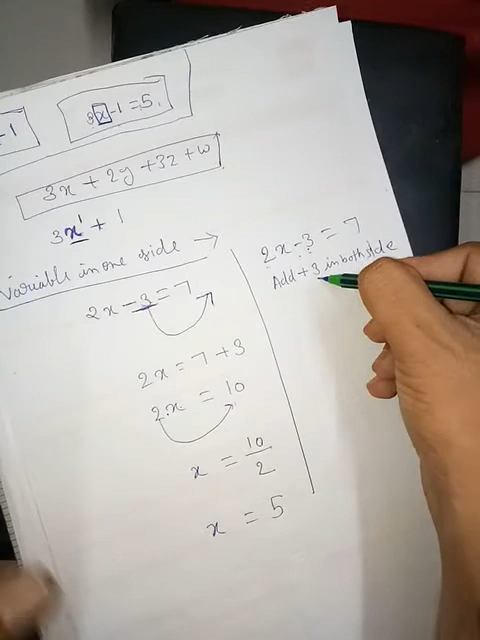 -1
3x-1=5.
3x + 2y + 3z + w
3x¹ + 1
Variable in one side →
2x - 3 = 7
2x = 7 + 3
2x = 10
x = 10/2
x = 5
2x - 3 = 7
Add + 3 in both side